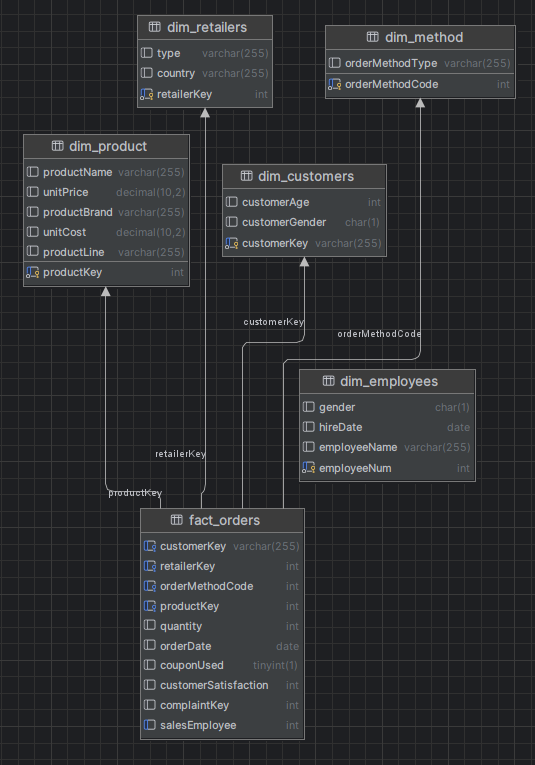 dim_retailers
type varchar(255)
country varchar(255)
retailerKey int
dim_method
orderMethodType varchar(255)
orderMethodCode int
dim_product
productName varchar(255)
unitPrice decimal(10,2)
productBrand varchar(255)
unitCost decimal(10,2)
productLine varchar(255)
productKey int
dim_customers
customerAge int
customerGender char(1)
customerKey varchar(255)
customerKey
orderMethodCode
dim_employees
gender char(1)
hireDate date
employeeName varchar(255)
employeeNum int
retailerKey
productKey
fact_orders
customerKey varchar(255)
retailerKey int
orderMethodCode int
productKey int
quantity int
orderDate date
couponUsed tinyint(1)
customerSatisfaction int
complaintKey int
salesEmployee int